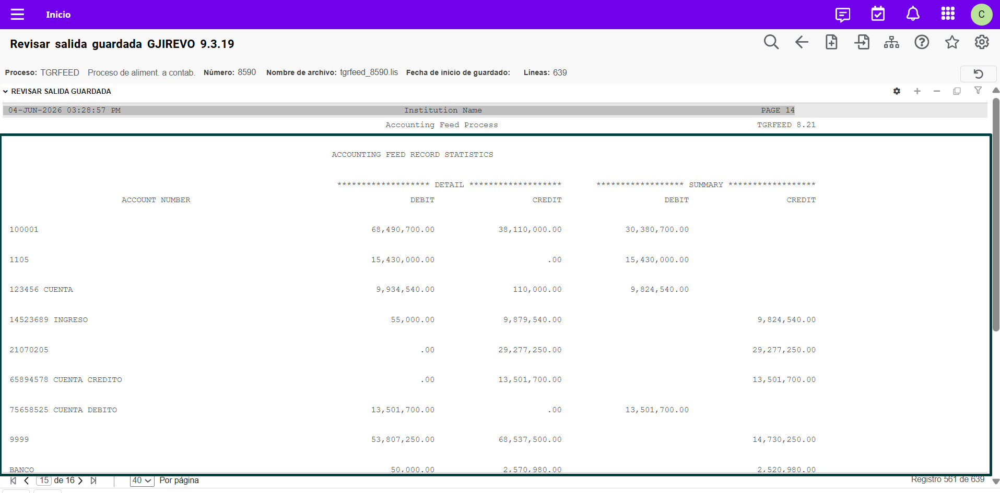 Inicio
C
Revisar salida guardada GJIREVO 9.3.19
Proceso: TGRFEED Proceso de aliment. a contab. Número: 8590 Nombre de archivo: tgrfeed_8590.lis Fecha de inicio de guardado: Líneas: 639
REVISAR SALIDA GUARDADA
04-JUN-2026 03:28:57 PM Institution Name PAGE 14
Accounting Feed Process TGRFEED 8.21
ACCOUNTING FEED RECORD STATISTICS
******************* DETAIL ******************* ****************** SUMMARY ******************
ACCOUNT NUMBER DEBIT CREDIT DEBIT CREDIT
100001 68,490,700.00 38,110,000.00 30,380,700.00
1105 15,430,000.00 .00 15,430,000.00
123456 CUENTA 9,934,540.00 110,000.00 9,824,540.00
14523689 INGRESO 55,000.00 9,879,540.00 9,824,540.00
21070205 .00 29,277,250.00 29,277,250.00
65894578 CUENTA CREDITO .00 13,501,700.00 13,501,700.00
75658525 CUENTA DEBITO 13,501,700.00 .00 13,501,700.00
9999 53,807,250.00 68,537,500.00 14,730,250.00
BANCO 50,000.00 2,570,980.00 2,520,980.00
15 de 16 40 Por página Registro 561 de 639